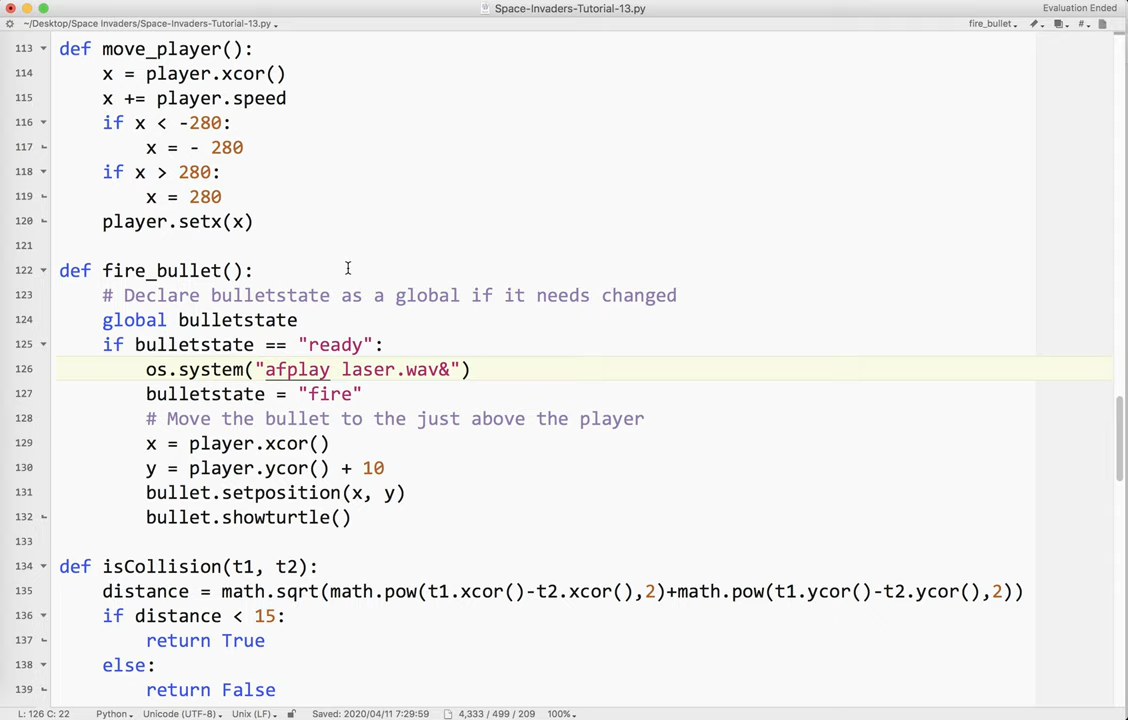 Space-Invaders-Tutorial-13.py
Evaluation Ended
~/Desktop/Space Invaders/Space-Invaders-Tutorial-13.py
fire_bullet
#
113 def move_player():
114 x = player.xcor()
115 x += player.speed
116 if x < -280:
117 x = - 280
118 if x > 280:
119 x = 280
120 player.setx(x)
121
122 def fire_bullet():
123 # Declare bulletstate as a global if it needs changed
124 global bulletstate
125 if bulletstate == "ready":
126 os.system("afplay laser.wav&")
127 bulletstate = "fire"
128 # Move the bullet to the just above the player
129 x = player.xcor()
130 y = player.ycor() + 10
131 bullet.setposition(x, y)
132 bullet.showturtle()
133
134 def isCollision(t1, t2):
135 distance = math.sqrt(math.pow(t1.xcor()-t2.xcor(),2)+math.pow(t1.ycor()-t2.ycor(),2))
136 if distance < 15:
137 return True
138 else:
139 return False
L: 126 C: 22 Python Unicode (UTF-8) Unix (LF) Saved: 2020/04/11 7:29:59 4,333 / 499 / 209 100%